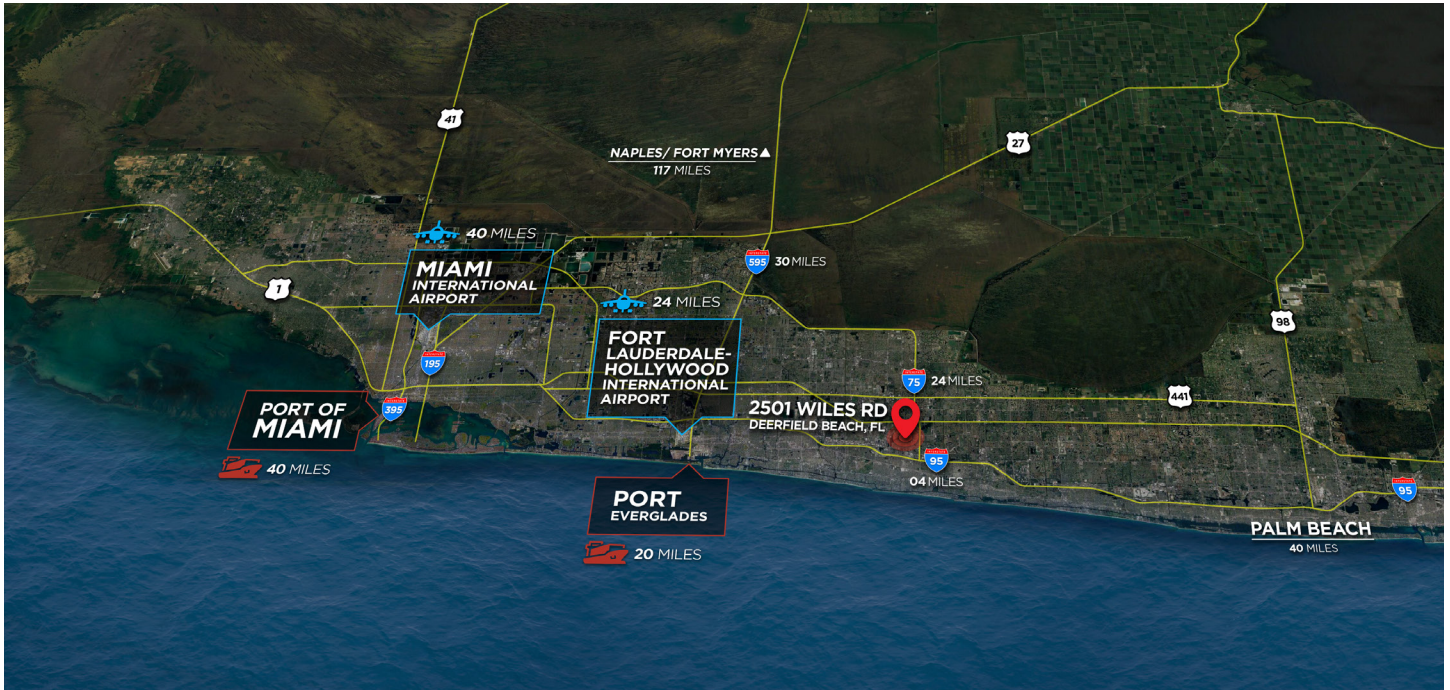 41
NAPLES/ FORT MYERS
117 MILES
27
40 MILES
MIAMI
INTERNATIONAL
AIRPORT
1
595
30 MILES
24 MILES
FORT
LAUDERDALE-
HOLLYWOOD
INTERNATIONAL
AIRPORT
98
195
75
24 MILES
441
395
PORT OF
MIAMI
40 MILES
2501 WILES RD
DEERFIELD BEACH, FL
95
04 MILES
95
PORT
EVERGLADES
20 MILES
PALM BEACH
40 MILES